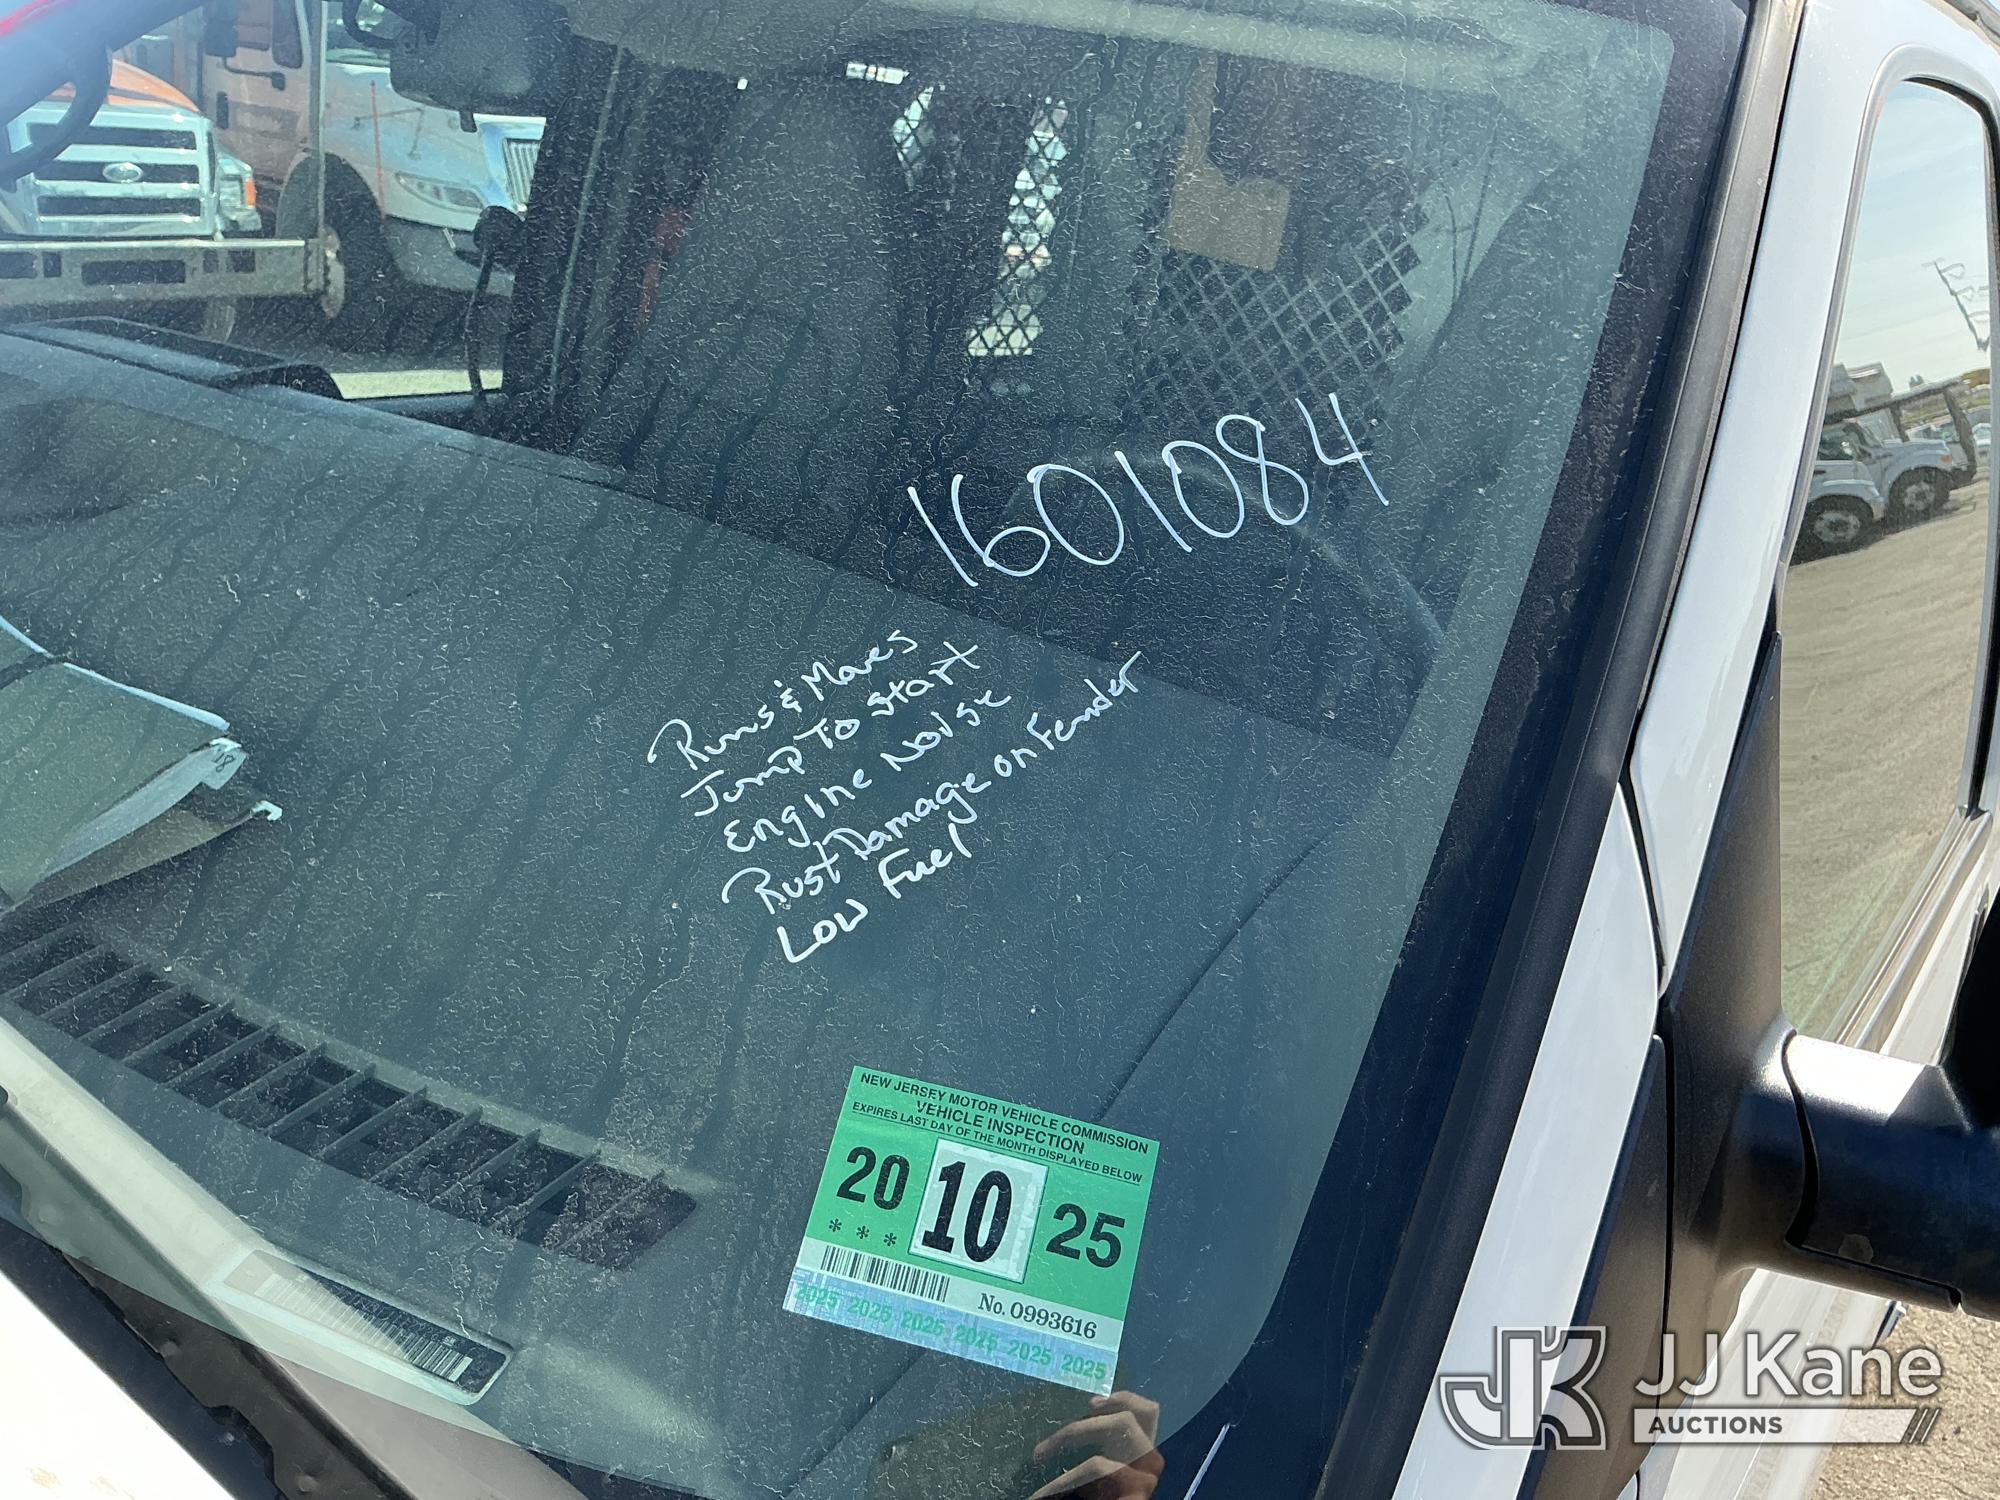 1601084
Runs & Moves
Jump To Start
Engine Noise
Rust Damage on Fender
Low Fuel
18
NEW JERSEY MOTOR VEHICLE COMMISSION
VEHICLE INSPECTION
EXPIRES LAST DAY OF THE MONTH DISPLAYED BELOW
20 10 25
* * *
No. 0993616
2025 2025 2025 2025 2025 2025
JJ Kane
AUCTIONS